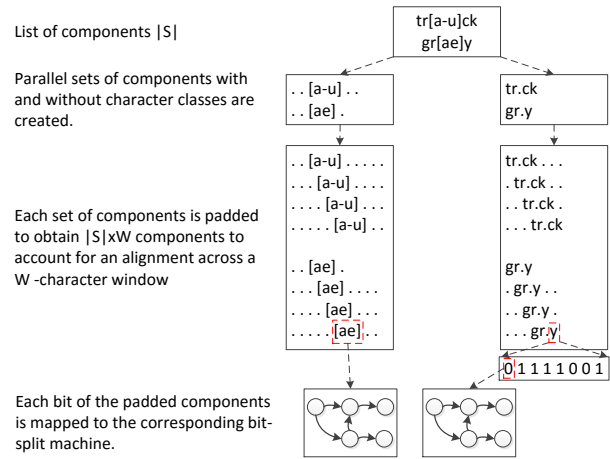 List of components |S|
tr[a-u]ck
gr[ae]y
Parallel sets of components with
and without character classes are
created.
. . [a-u] . .
. . [ae] .
tr.ck
gr.y
Each set of components is padded
to obtain |S|xW components to
account for an alignment across a
W -character window
. . [a-u] . . . . .
. . . [a-u] . . . .
. . . . [a-u] . . .
. . . . . [a-u] . .
. . [ae] .
. . . [ae] . . . .
. . . . [ae] . . .
. . . . . [ae] . .
tr.ck . . .
. tr.ck . .
. . tr.ck .
. . . tr.ck
gr.y
. gr.y . .
. . gr.y .
. . . gr.y
0 1 1 1 1 0 0 1
Each bit of the padded components
is mapped to the corresponding bit-
split machine.